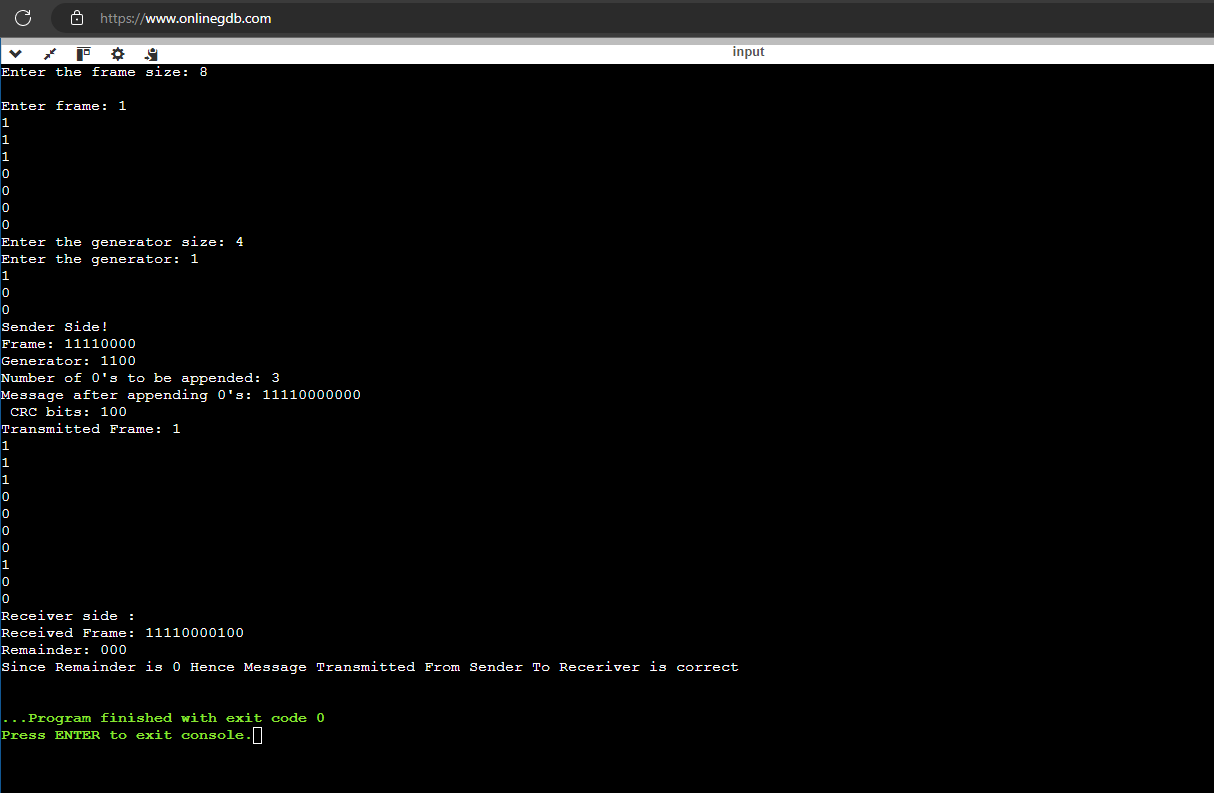 https://www.onlinegdb.com
input
Enter the frame size: 8
Enter frame: 1
1
1
1
0
0
0
0
Enter the generator size: 4
Enter the generator: 1
1
0
0
Sender Side!
Frame: 11110000
Generator: 1100
Number of 0's to be appended: 3
Message after appending 0's: 11110000000
CRC bits: 100
Transmitted Frame: 1
1
1
1
0
0
0
0
1
0
0
Receiver side :
Received Frame: 11110000100
Remainder: 000
Since Remainder is 0 Hence Message Transmitted From Sender To Receriver is correct
...Program finished with exit code 0
Press ENTER to exit console.